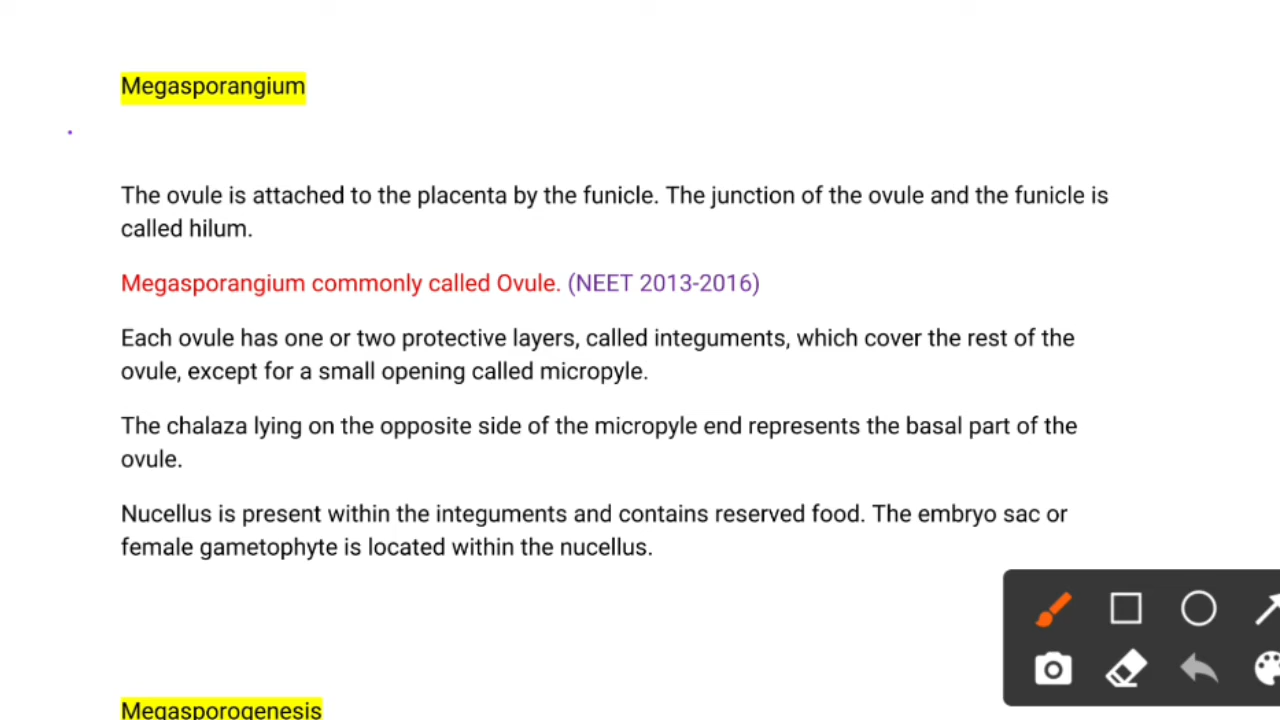 Megasporangium
The ovule is attached to the placenta by the funicle. The junction of the ovule and the funicle is
called hilum.
Megasporangium commonly called Ovule. (NEET 2013-2016)
Each ovule has one or two protective layers, called integuments, which cover the rest of the
ovule, except for a small opening called micropyle.
The chalaza lying on the opposite side of the micropyle end represents the basal part of the
ovule.
Nucellus is present within the integuments and contains reserved food. The embryo sac or
female gametophyte is located within the nucellus.
Megasporogenesis